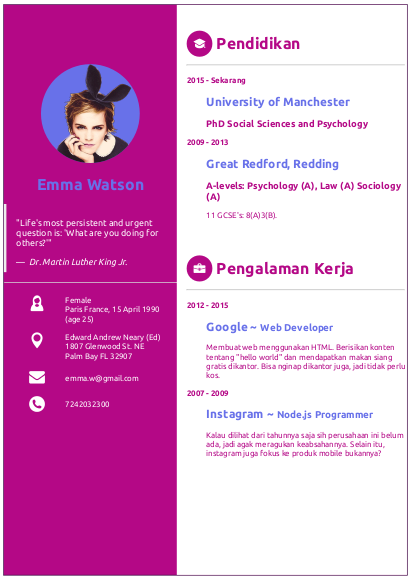 Emma Watson
"Life's most persistent and urgent
question is: 'What are you doing for
others?'"
— Dr. Martin Luther King Jr.
Female
Paris France, 15 April 1990
(age 25)
Edward Andrew Neary (Ed)
1807 Glenwood St. NE
Palm Bay FL 32907
emma.w@gmail.com
7242032300
Pendidikan
2015 - Sekarang
University of Manchester
PhD Social Sciences and Psychology
2009 - 2013
Great Redford, Redding
A-levels: Psychology (A), Law (A) Sociology
(A)
11 GCSE's: 8(A)3(B).
Pengalaman Kerja
2012 - 2015
Google ~ Web Developer
Membuat web menggunakan HTML. Berisikan konten
tentang "hello world" dan mendapatkan makan siang
gratis dikantor. Bisa nginap dikantor juga, jadi tidak perlu
kos.
2007 - 2009
Instagram ~ Node.js Programmer
Kalau dilihat dari tahunnya saja sih perusahaan ini belum
ada, jadi agak meragukan keabsahannya. Selain itu,
instagram juga fokus ke produk mobile bukannya?